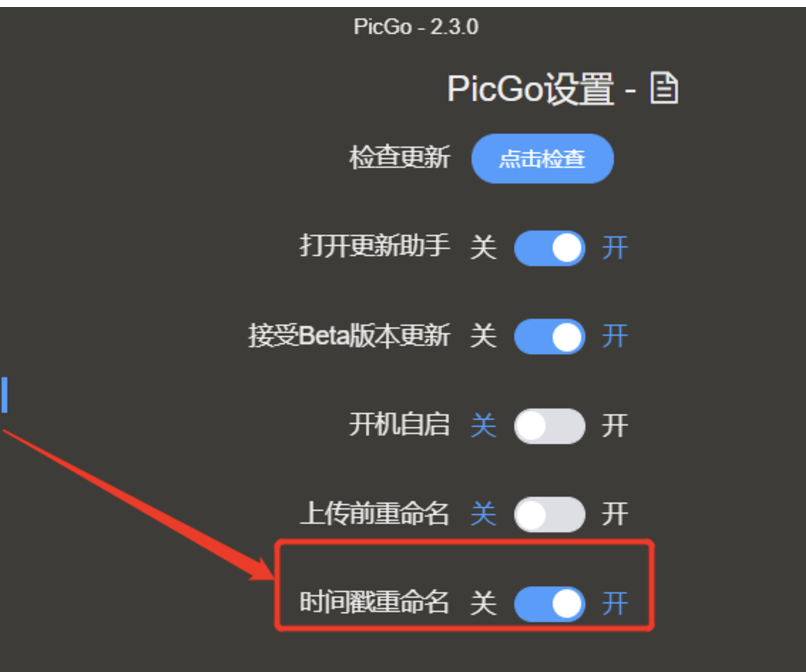 PicGo - 2.3.0
PicGo设置 -
检查更新 点击检查
打开更新助手 关 开
接受Beta版本更新 关 开
开机自启 关 开
上传前重命名 关 开
时间戳重命名 关 开